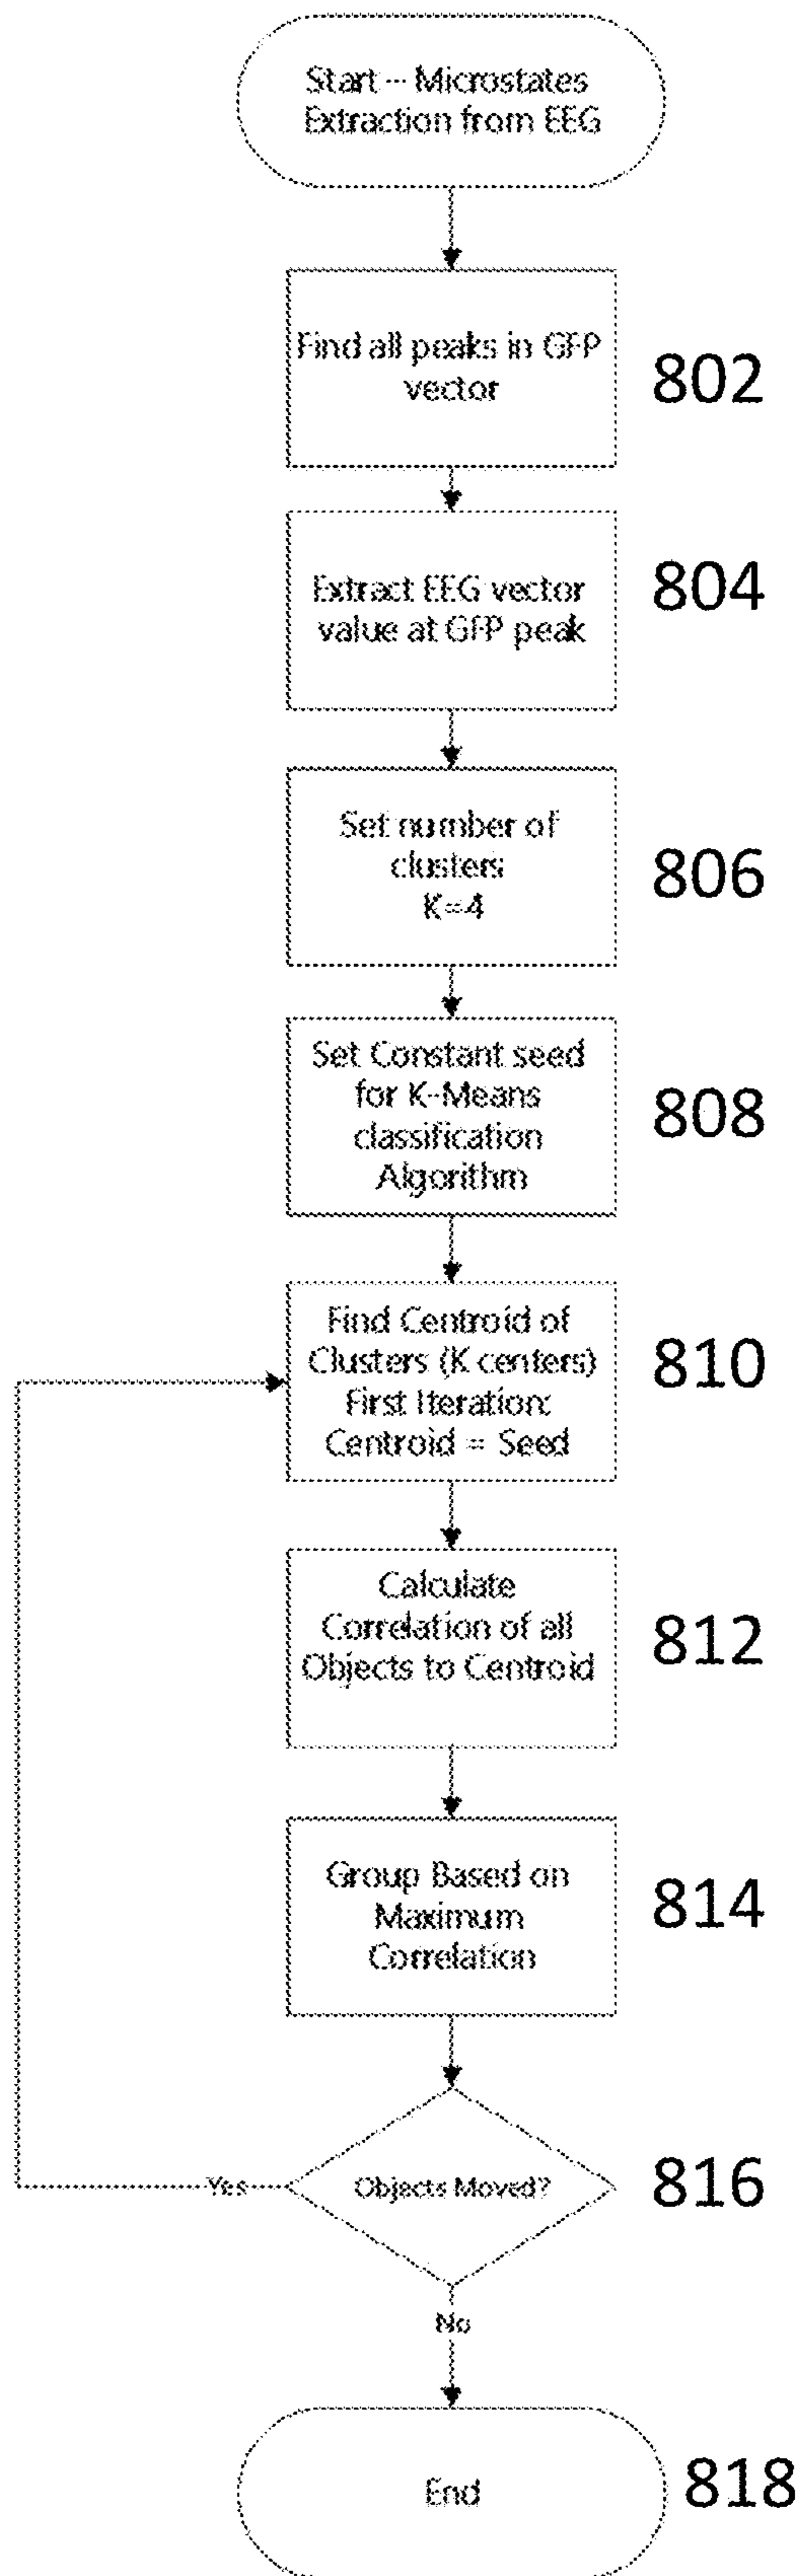 Start -- Microstates
Extraction from EEG
Find all peaks in GFP
vector
802
Extract EEG vector
value at GFP peak
804
Set number of
clusters
K=4
806
Set Constant seed
for K-Means
classification
Algorithm
808
Find Centroid of
Clusters (K centers)
First Iteration:
Centroid = Seed
810
Calculate
Correlation of all
Objects to Centroid
812
Group Based on
Maximum
Correlation
814
Objects Moved?
816
Yes
No
End
818